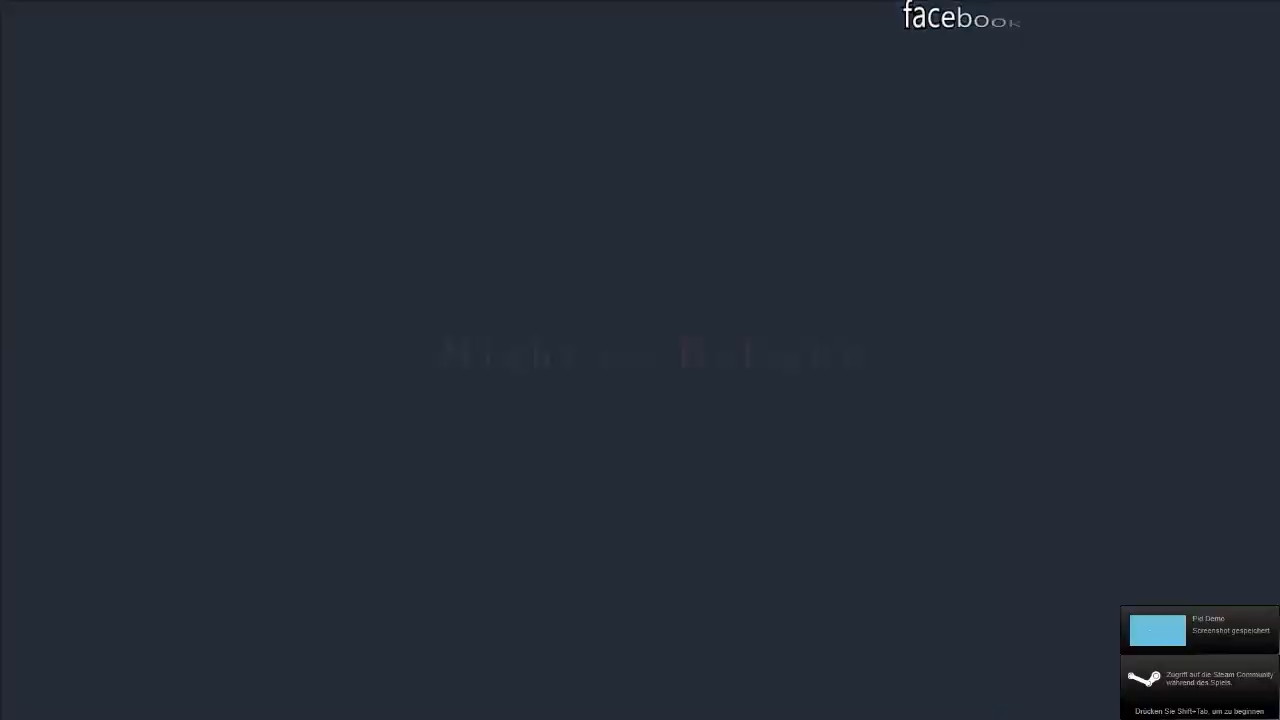 facebook
Pid Demo
Screenshot gespeichert
Zugriff auf die Steam Community
während des Spiels.
Drücken Sie Shift+Tab, um zu beginnen